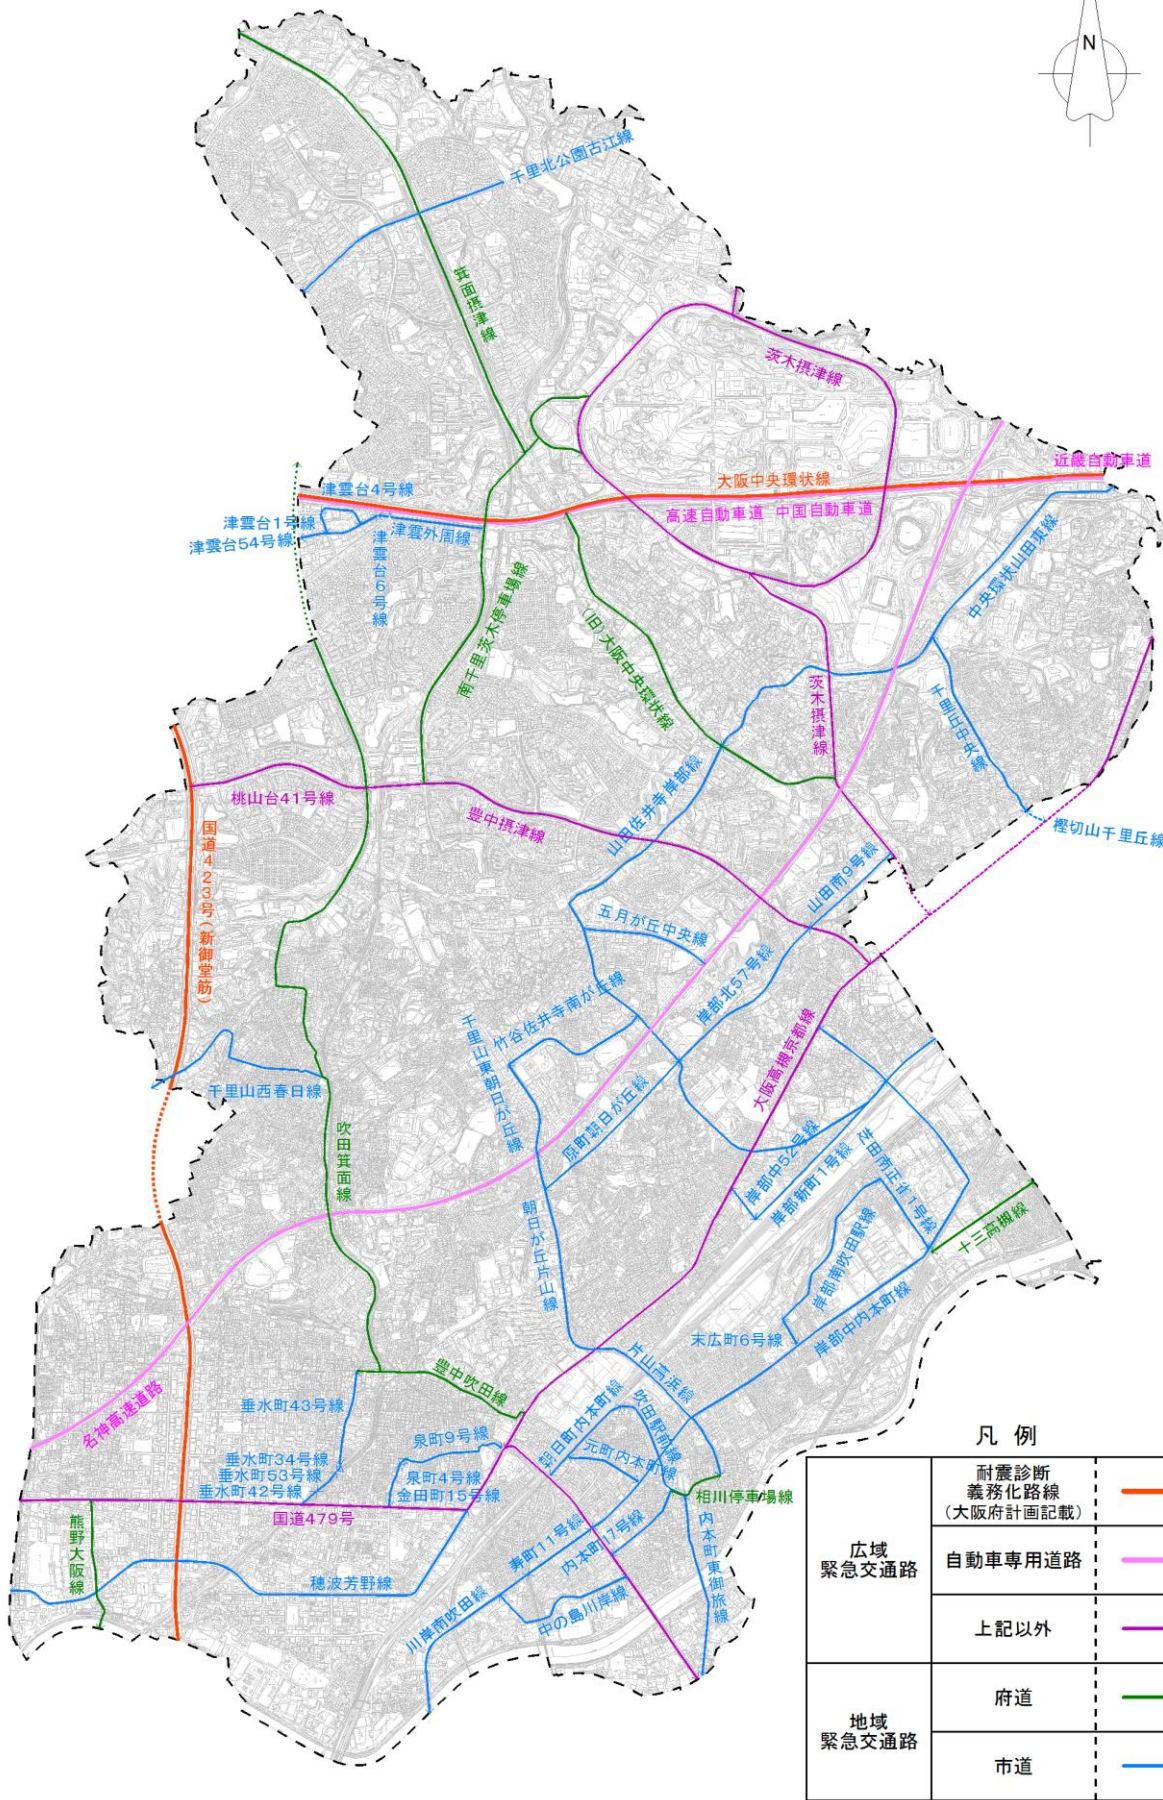 N
千里北公園古江線
箕面摂津線
茨木摂津線
近畿自動車道
大阪中央環状線
高速自動車道 中国自動車道
津雲台4号線
津雲台1号線
津雲台54号線
津雲外周線
津雲台6号線
中央環状山田東線
南千里茨木停車場線
(旧)大阪中央環状線
茨木摂津線
千里丘中央線
桃山台41号線
豊中摂津線
山田佐井寺岸部線
樫切山千里丘線
国道423号(新御堂筋)
山田南9号線
五月が丘中央線
岸部北57号線
竹谷佐井寺南が丘線
千里山東朝日が丘線
大阪高槻京都線
千里山西春日線
原町朝日が丘線
吹田箕面線
岸部中52号線
岸部新町1号線
芝田南正雀1号線
朝日が丘片山線
十三高槻線
岸部南吹田駅線
岸部中内本町線
末広町6号線
片山高浜線
豊中吹田線
名神高速道路
垂水町43号線
朝日町内本町線
吹田駅前線
泉町9号線
元町内本町線
垂水町34号線
垂水町53号線
垂水町42号線
泉町4号線
金田町15号線
相川停車場線
国道479号
熊野大阪線
寿町11号線
内本町17号線
内本町東御旅線
穂波芳野線
中の島川岸線
川岸南吹田線
凡 例
広域
緊急交通路
耐震診断
義務化路線
(大阪府計画記載)
自動車専用道路
上記以外
地域
緊急交通路
府道
市道